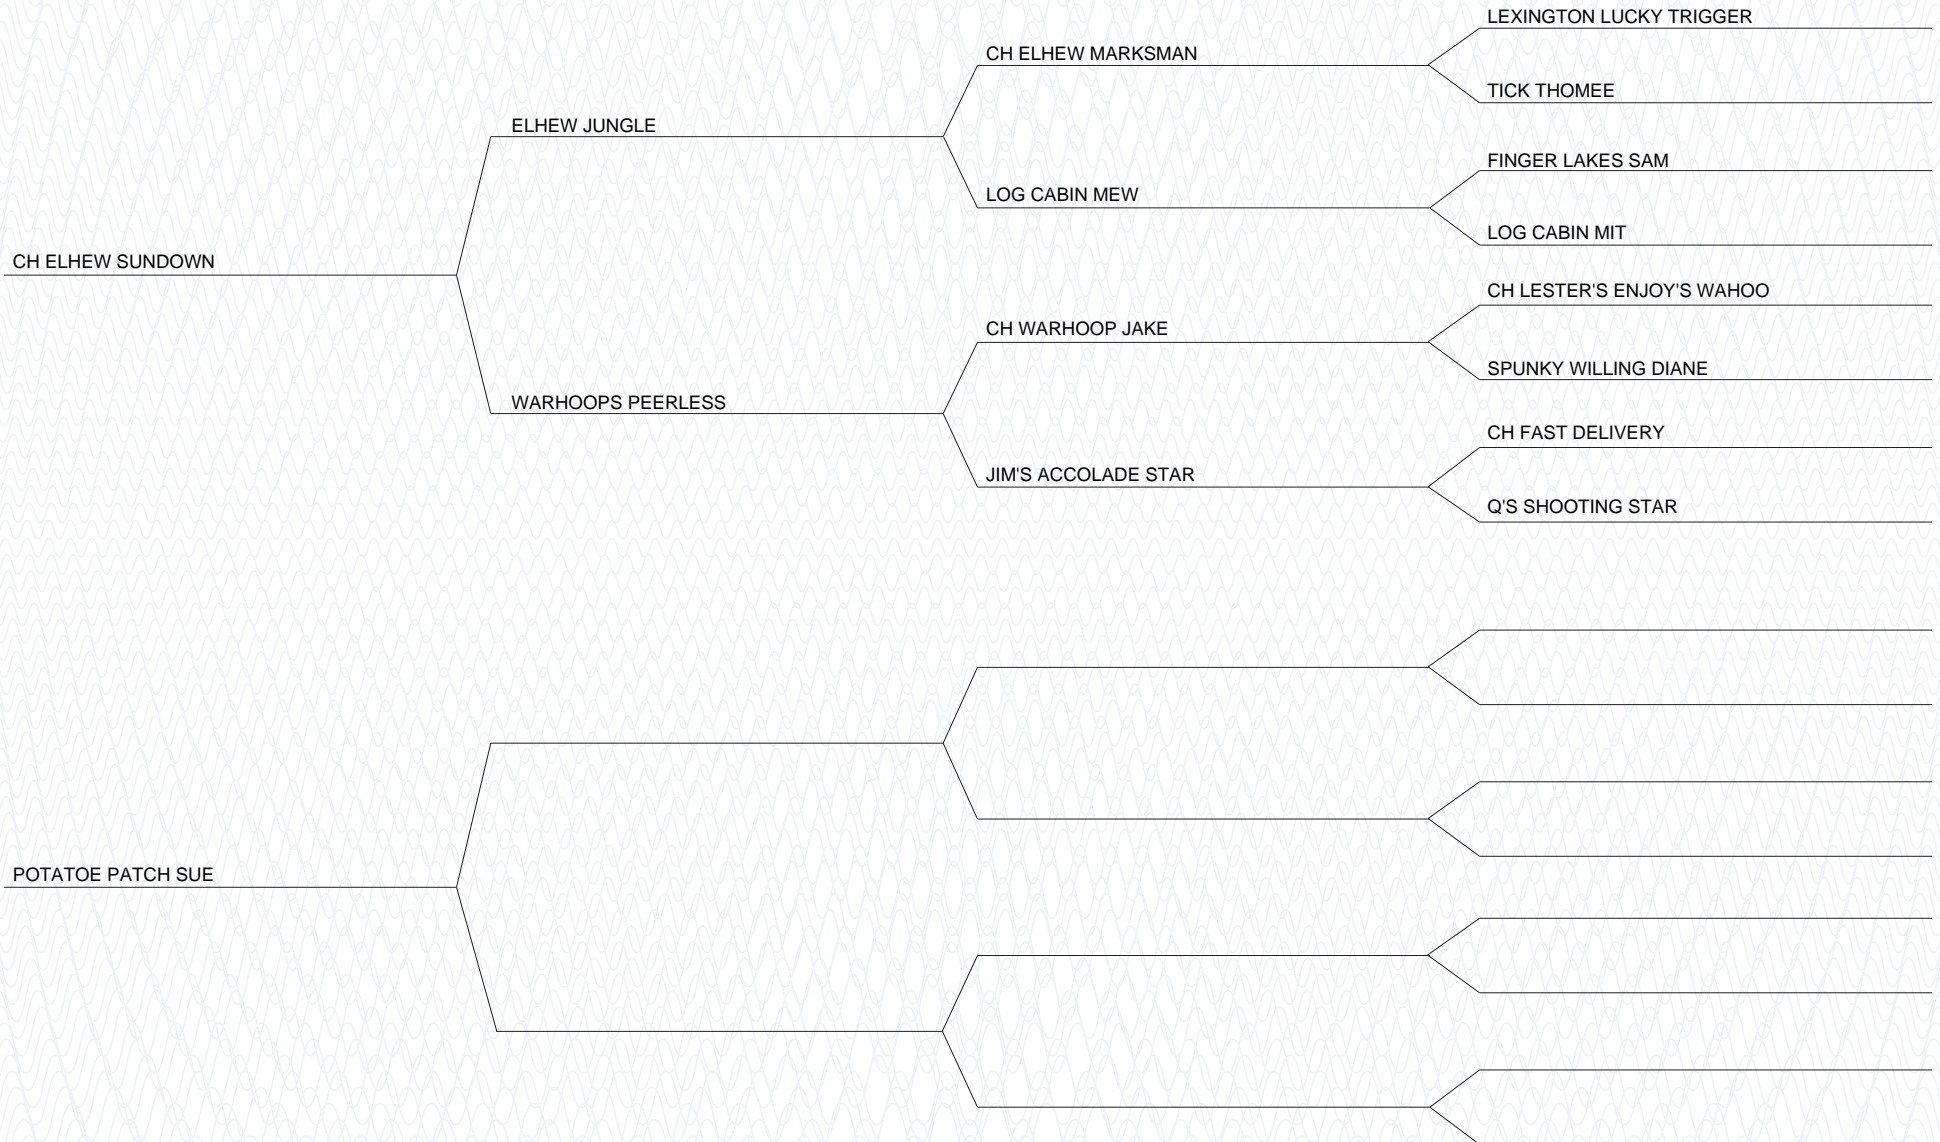 LEXINGTON LUCKY TRIGGER
CH ELHEW MARKSMAN
TICK THOMEE
ELHEW JUNGLE
FINGER LAKES SAM
LOG CABIN MEW
LOG CABIN MIT
CH ELHEW SUNDOWN
CH LESTER'S ENJOY'S WAHOO
CH WARHOOP JAKE
SPUNKY WILLING DIANE
WARHOOPS PEERLESS
CH FAST DELIVERY
JIM'S ACCOLADE STAR
Q'S SHOOTING STAR
POTATOE PATCH SUE